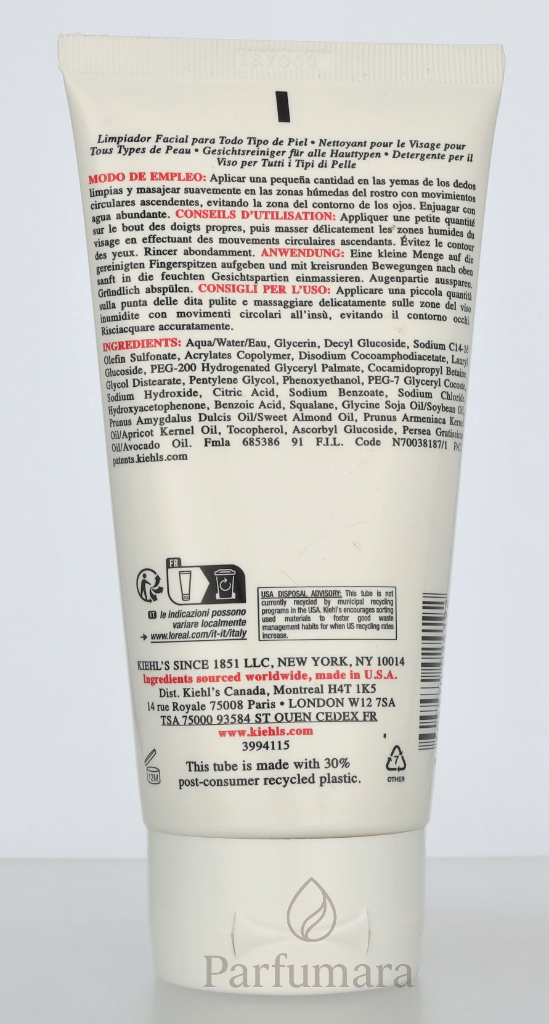 Limpiador Facial para Todo Tipo de Piel • Nettoyant pour le Visage pour
Tous Types de Peau • Gesichtsreiniger für alle Hauttypen • Detergente per il
Viso per Tutti i Tipi di Pelle
MODO DE EMPLEO: Aplicar una pequeña cantidad en las yemas de los dedos
limpias y masajear suavemente en las zonas húmedas del rostro con movimientos
circulares ascendentes, evitando la zona del contorno de los ojos. Enjuagar con
agua abundante. CONSEILS D'UTILISATION: Appliquer une petite quantité
sur le bout des doigts propres, puis masser délicatement les zones humides du
visage en effectuant des mouvements circulaires ascendants. Évitez le contour
des yeux. Rincer abondamment. ANWENDUNG: Eine kleine Menge auf die
gereinigten Fingerspitzen aufgeben und mit kreisrunden Bewegungen nach oben
sanft in die feuchten Gesichtspartien einmassieren. Augenpartie aussparen.
Gründlich abspülen. CONSIGLI PER L'USO: Applicare una piccola quantità
sulla punta delle dita pulite e massaggiare delicatamente sulle zone del viso
inumidite con movimenti circolari all'insù, evitando il contorno occhi.
Risciacquare accuratamente.
INGREDIENTS: Aqua/Water/Eau, Glycerin, Decyl Glucoside, Sodium C14-16
Olefin Sulfonate, Acrylates Copolymer, Disodium Cocoamphodiacetate, Lauryl
Glucoside, PEG-200 Hydrogenated Glyceryl Palmate, Cocamidopropyl Betaine,
Glycol Distearate, Pentylene Glycol, Phenoxyethanol, PEG-7 Glyceryl Cocoate,
Sodium Hydroxide, Citric Acid, Sodium Benzoate, Sodium Chloride,
Hydroxyacetophenone, Benzoic Acid, Squalane, Glycine Soja Oil/Soybean Oil,
Prunus Amygdalus Dulcis Oil/Sweet Almond Oil, Prunus Armeniaca Kernel
Oil/Apricot Kernel Oil, Tocopherol, Ascorbyl Glucoside, Persea Gratissima
Oil/Avocado Oil. Fmla 685386 91 F.I.L. Code N70038187/1
patents.kiehls.com
FR
IT le indicazioni possono
variare localmente
→ www.loreal.com/it-it/italy
USA DISPOSAL ADVISORY: This tube is not
currently recycled by municipal recycling
programs in the USA. Kiehl's encourages sorting
used materials to foster good waste
management habits for when US recycling rates
increase.
KIEHL'S SINCE 1851 LLC, NEW YORK, NY 10014
Ingredients sourced worldwide, made in U.S.A.
Dist. Kiehl's Canada, Montreal H4T 1K5
14 rue Royale 75008 Paris • LONDON W12 7SA
TSA 75000 93584 ST OUEN CEDEX FR
www.kiehls.com
3994115
This tube is made with 30%
post-consumer recycled plastic.
12M
7
OTHER
Parfumara